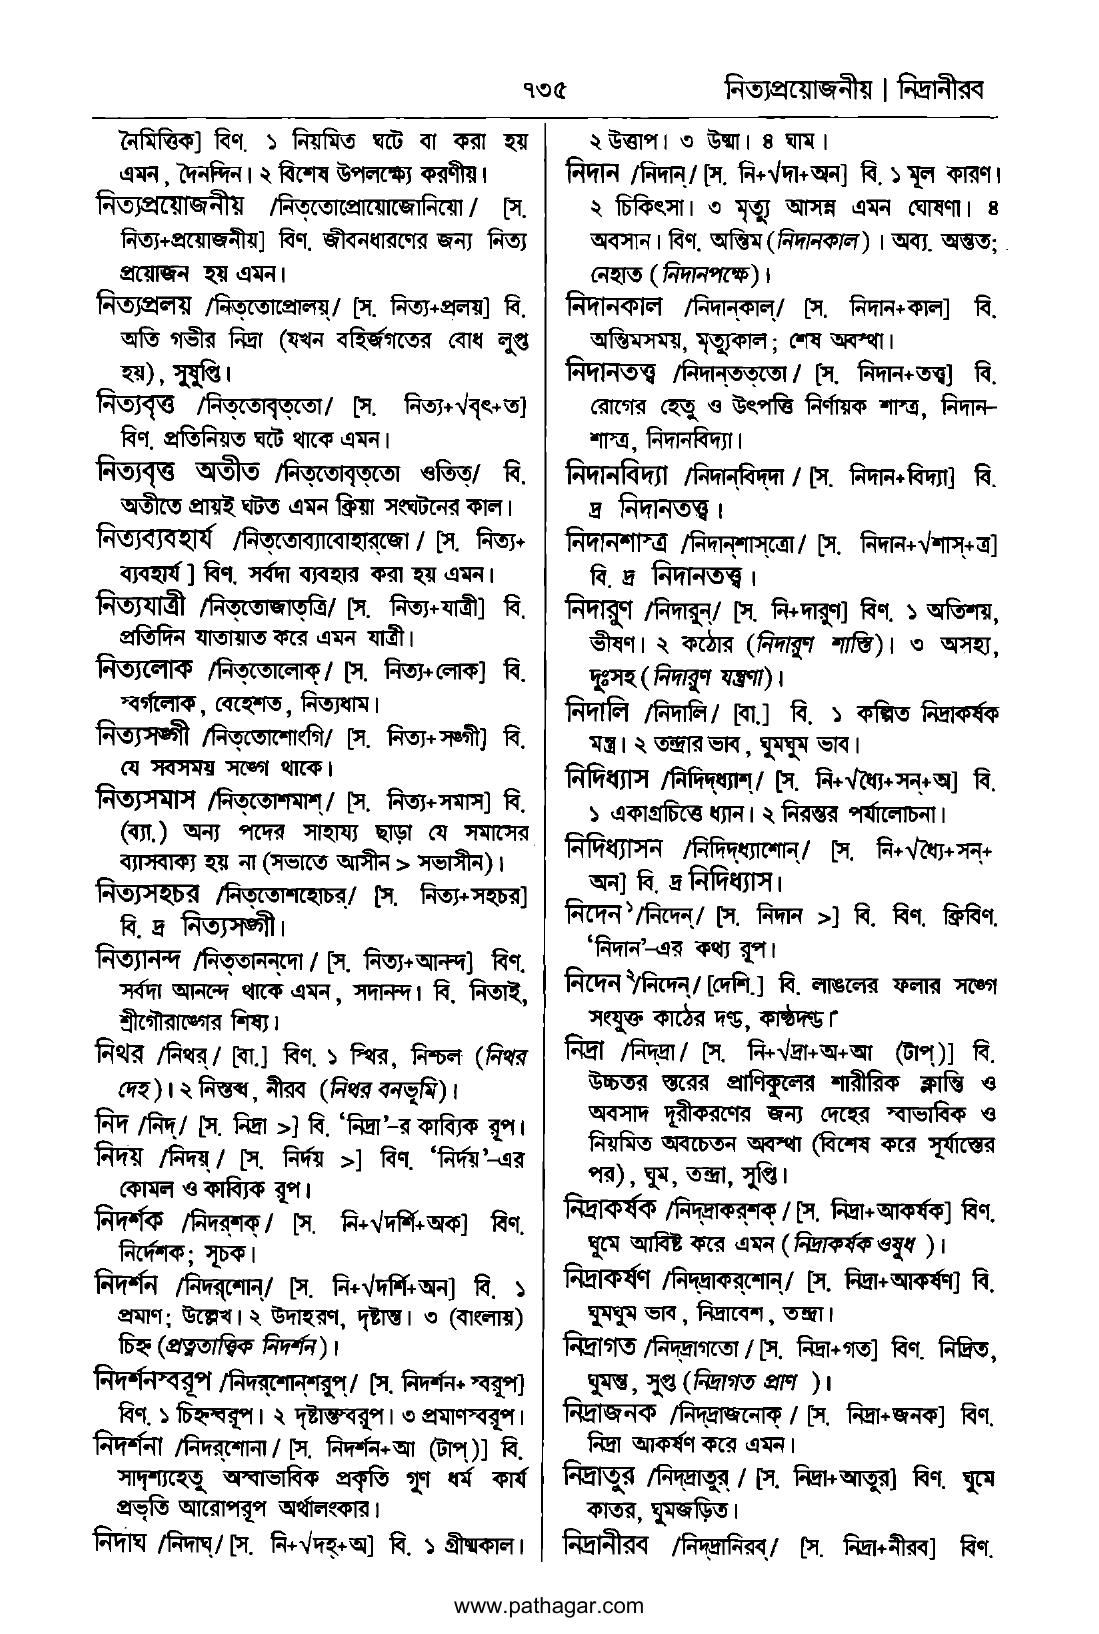 ৭৩৫
নিত্যপ্রয়োজনীয় | নিদ্রানীরব
নৈমিত্তিক] বিণ. ১ নিয়মিত ঘটে বা করা হয়
এমন, দৈনন্দিন। ২ বিশেষ উপলক্ষ্যে করণীয়।
নিত্যপ্রয়োজনীয় /নিত্‌তোপ্রোয়োজোনিয়ো/ [স.
নিত্য+প্রয়োজনীয়] বিণ. জীবনধারণের জন্য নিত্য
প্রয়োজন হয় এমন।
নিত্যপ্রলয় /নিত্‌তোপ্রোলয়্/ [স. নিত্য+প্রলয়] বি.
অতি গভীর নিদ্রা (যখন বহির্জগতের বোধ লুপ্ত
হয়), সুষুপ্তি।
নিত্যবৃত্ত /নিত্‌তোবৃত্‌তো/ [স. নিত্য+√বৃৎ+ত]
বিণ. প্রতিনিয়ত ঘটে থাকে এমন।
নিত্যবৃত্ত অতীত /নিত্‌তোবৃত্‌তো ওতিত্/ বি.
অতীতে প্রায়ই ঘটত এমন ক্রিয়া সংঘটনের কাল।
নিত্যব্যবহার্য /নিত্‌তোব্যাবোহার্‌জো/ [স. নিত্য+
ব্যবহার্য] বিণ. সর্বদা ব্যবহার করা হয় এমন।
নিত্যযাত্রী /নিত্‌তোজাত্‌ত্রি/ [স. নিত্য+যাত্রী] বি.
প্রতিদিন যাতায়াত করে এমন যাত্রী।
নিত্যলোক /নিত্‌তোলোক্/ [স. নিত্য+লোক] বি.
স্বর্গলোক, বেহেশত, নিত্যধাম।
নিত্যসঙ্গী /নিত্‌তোশোংগি/ [স. নিত্য+সঙ্গী] বি.
যে সবসময় সঙ্গে থাকে।
নিত্যসমাস /নিত্‌তোশমাশ্/ [স. নিত্য+সমাস] বি.
(ব্যা.) অন্য পদের সাহায্য ছাড়া যে সমাসের
ব্যাসবাক্য হয় না (সভাতে আসীন > সভাসীন)।
নিত্যসহচর /নিত্‌তোশহোচর্/ [স. নিত্য+সহচর]
বি. দ্র নিত্যসঙ্গী।
নিত্যানন্দ /নিত্‌তানন্‌দো/ [স. নিত্য+আনন্দ] বিণ.
সর্বদা আনন্দে থাকে এমন, সদানন্দ। বি. নিতাই,
শ্রীগৌরাঙ্গের শিষ্য।
নিথর /নিথর্/ [বা.] বিণ. ১ স্থির, নিশ্চল (নিথর
দেহ)। ২ নিস্তব্ধ, নীরব (নিথর বনভূমি)।
নিদ /নিদ্/ [স. নিদ্রা >] বি. ‘নিদ্রা’-র কাব্যিক রূপ।
নিদয় /নিদয়্/ [স. নির্দয় >] বিণ. ‘নির্দয়’-এর
কোমল ও কাব্যিক রূপ।
নিদর্শক /নিদর্‌শক্/ [স. নি+√দর্শি+অক] বিণ.
নির্দেশক; সূচক।
নিদর্শন /নিদর্‌শোন্/ [স. নি+√দর্শি+অন] বি. ১
প্রমাণ; উল্লেখ। ২ উদাহরণ, দৃষ্টান্ত। ৩ (বাংলায়)
চিহ্ন (প্রত্নতাত্ত্বিক নিদর্শন)।
নিদর্শনস্বরূপ /নিদর্‌শোন্‌শরুপ্/ [স. নিদর্শন+স্বরূপ]
বিণ. ১ চিহ্নস্বরূপ। ২ দৃষ্টান্তস্বরূপ। ৩ প্রমাণস্বরূপ।
নিদর্শনা /নিদর্‌শোনা/ [স. নিদর্শন+আ (টাপ্)] বি.
সাদৃশ্যহেতু অস্বাভাবিক প্রকৃতি গুণ ধর্ম কার্য
প্রভৃতি আরোপরূপ অর্থালংকার।
নিদাঘ /নিদাঘ্/ [স. নি+√দহ্+অ] বি. ১ গ্রীষ্মকাল।
২ উত্তাপ। ৩ উষ্মা। ৪ ঘাম।
নিদান /নিদান্/ [স. নি+√দা+অন] বি. ১ মূল কারণ।
২ চিকিৎসা। ৩ মৃত্যু আসন্ন এমন ঘোষণা। ৪
অবসান। বিণ. অন্তিম (নিদানকাল)। অব্য. অন্তত;
নেহাত (নিদানপক্ষে)।
নিদানকাল /নিদান্‌কাল্/ [স. নিদান+কাল] বি.
অন্তিমসময়, মৃত্যুকাল; শেষ অবস্থা।
নিদানতত্ত্ব /নিদান্‌তত্‌তো/ [স. নিদান+তত্ত্ব] বি.
রোগের হেতু ও উৎপত্তি নির্ণায়ক শাস্ত্র, নিদান-
শাস্ত্র, নিদানবিদ্যা।
নিদানবিদ্যা /নিদান্‌বিদ্‌দা/ [স. নিদান+বিদ্যা] বি.
দ্র নিদানতত্ত্ব।
নিদানশাস্ত্র /নিদান্‌শাস্‌ত্রো/ [স. নিদান+√শাস্+ত্র]
বি. দ্র নিদানতত্ত্ব।
নিদারুণ /নিদারুন্/ [স. নি+দারুণ] বিণ. ১ অতিশয়,
ভীষণ। ২ কঠোর (নিদারুণ শাস্তি)। ৩ অসহ্য,
দুঃসহ (নিদারুণ যন্ত্রণা)।
নিদালি /নিদালি/ [বা.] বি. ১ কল্পিত নিদ্রাকর্ষক
মন্ত্র। ২ তন্দ্রার ভাব, ঘুমঘুম ভাব।
নিদিধ্যাস /নিদিদ্‌ধ্যাশ্/ [স. নি+√ধ্যৈ+সন্+অ] বি.
১ একাগ্রচিত্তে ধ্যান। ২ নিরন্তর পর্যালোচনা।
নিদিধ্যাসন /নিদিদ্‌ধ্যাশোন্/ [স. নি+√ধ্যৈ+সন্+
অন] বি. দ্র নিদিধ্যাস।
নিদেন১ /নিদেন্/ [স. নিদান >] বি. বিণ. ক্রিবিণ.
‘নিদান’-এর কথ্য রূপ।
নিদেন২ /নিদেন্/ [দেশি.] বি. লাঙলের ফলার সঙ্গে
সংযুক্ত কাঠের দণ্ড, কাষ্ঠদণ্ড।
নিদ্রা /নিদ্‌দ্রা/ [স. নি+√দ্রা+অ+আ (টাপ্)] বি.
উচ্চতর স্তরের প্রাণিকুলের শারীরিক ক্লান্তি ও
অবসাদ দূরীকরণের জন্য দেহের স্বাভাবিক ও
নিয়মিত অবচেতন অবস্থা (বিশেষ করে সূর্যাস্তের
পর), ঘুম, তন্দ্রা, সুপ্তি।
নিদ্রাকর্ষক /নিদ্‌দ্রাকর্‌শক্/ [স. নিদ্রা+আকর্ষক] বিণ.
ঘুমে আবিষ্ট করে এমন (নিদ্রাকর্ষক ওষুধ )।
নিদ্রাকর্ষণ /নিদ্‌দ্রাকর্‌শোন্/ [স. নিদ্রা+আকর্ষণ] বি.
ঘুমঘুম ভাব, নিদ্রাবেশ, তন্দ্রা।
নিদ্রাগত /নিদ্‌দ্রাগতো/ [স. নিদ্রা+গত] বিণ. নিদ্রিত,
ঘুমন্ত, সুপ্ত (নিদ্রাগত প্রাণ )।
নিদ্রাজনক /নিদ্‌দ্রাজনোক্/ [স. নিদ্রা+জনক] বিণ.
নিদ্রা আকর্ষণ করে এমন।
নিদ্রাতুর /নিদ্‌দ্রাতুর্/ [স. নিদ্রা+আতুর] বিণ. ঘুমে
কাতর, ঘুমজড়িত।
নিদ্রানীরব /নিদ্‌দ্রানিরব্/ [স. নিদ্রা+নীরব] বিণ.
www.pathagar.com